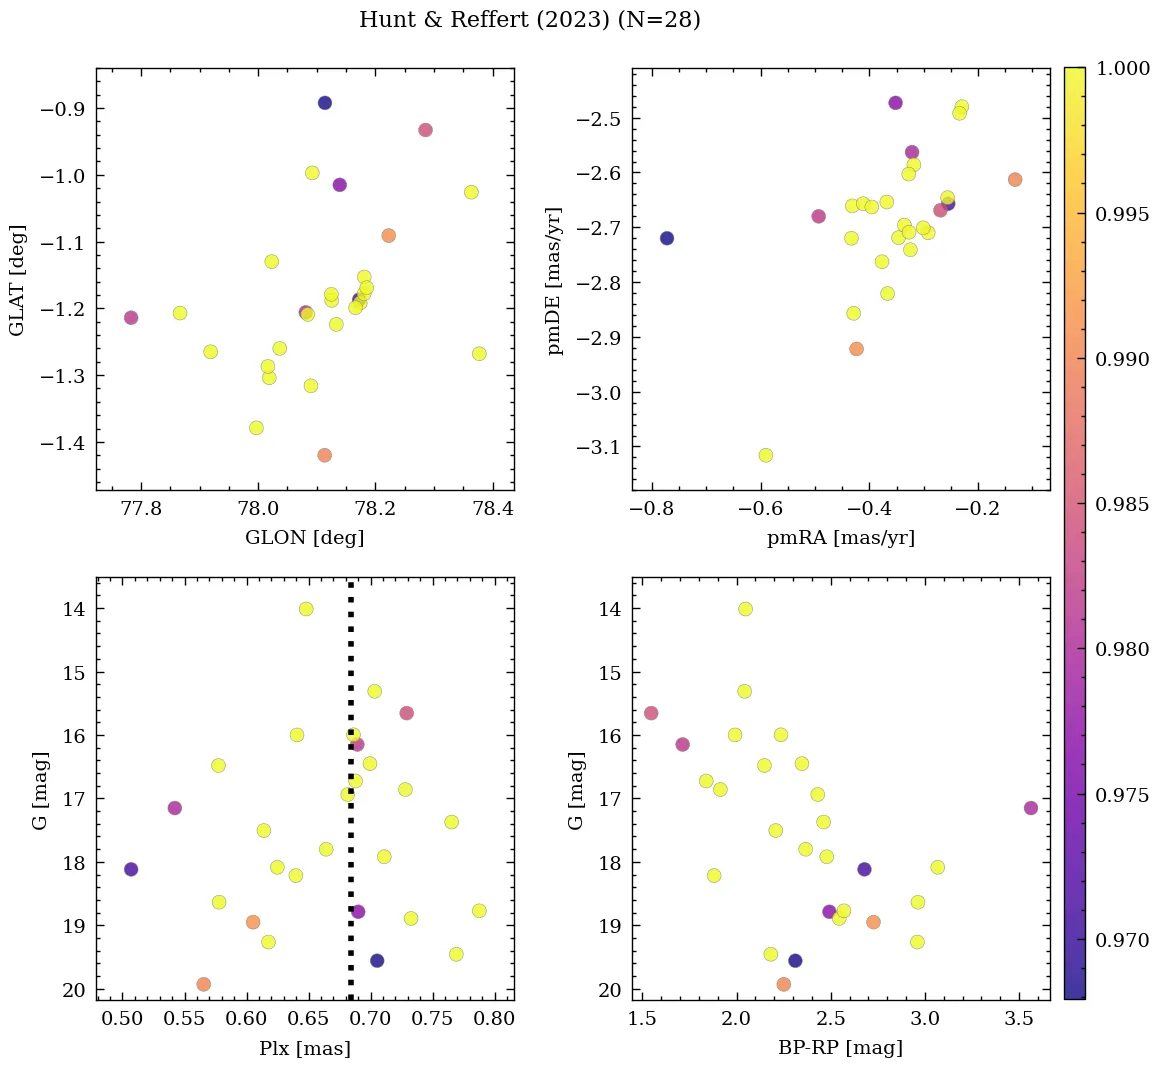 Hunt & Reffert (2023) (N=28)
−0.9
−1.0
−1.1
−1.2
−1.3
−1.4
GLAT [deg]
77.8 78.0 78.2 78.4
GLON [deg]
−2.5
−2.6
−2.7
−2.8
−2.9
−3.0
−3.1
pmDE [mas/yr]
−0.8 −0.6 −0.4 −0.2
pmRA [mas/yr]
14
15
16
17
18
19
20
G [mag]
0.50 0.55 0.60 0.65 0.70 0.75 0.80
Plx [mas]
14
15
16
17
18
19
20
G [mag]
1.5 2.0 2.5 3.0 3.5
BP-RP [mag]
1.000
0.995
0.990
0.985
0.980
0.975
0.970